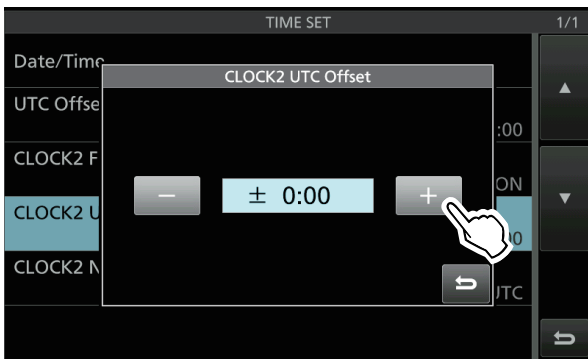 TIME SET
1/1
Date/Time
CLOCK2 UTC Offset
UTC Offse
:00
CLOCK2 F
ON
− ± 0:00 +
CLOCK2 U
00
CLOCK2 N
UTC